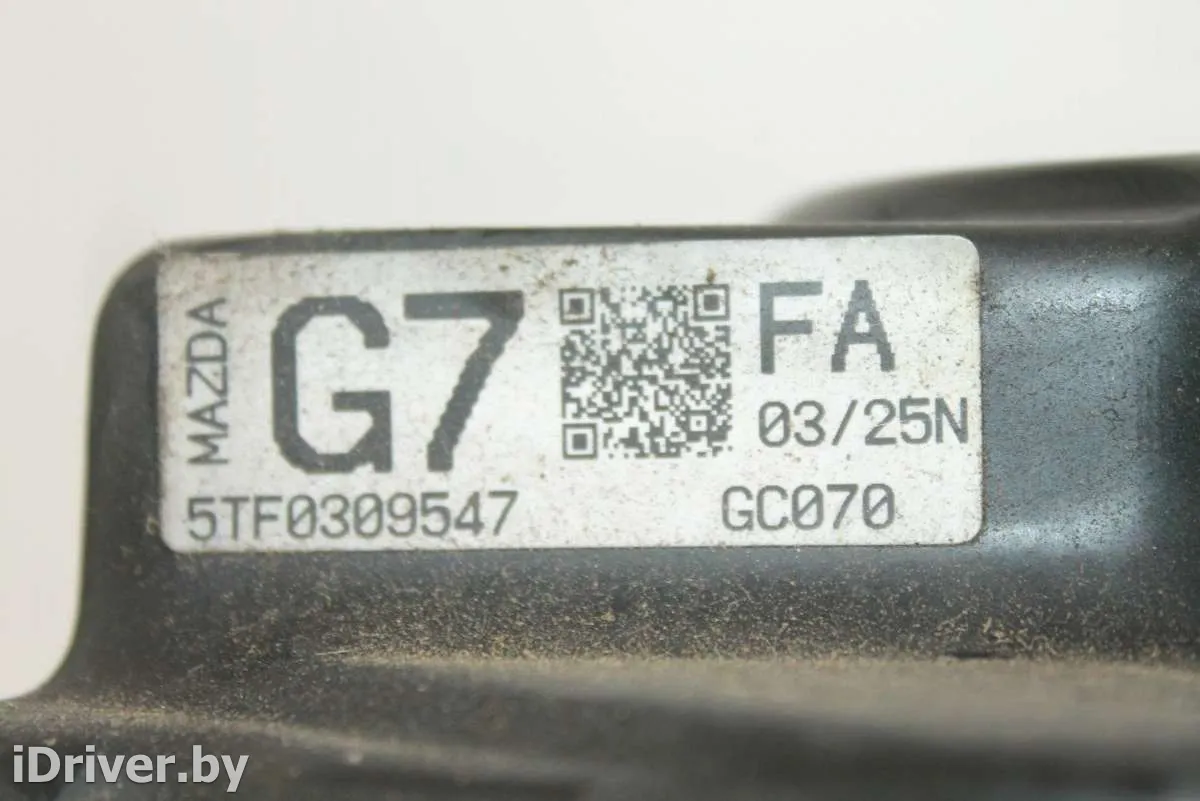 MAZDA
G7
FA
03/25N
5TF0309547
GC070
iDriver.by